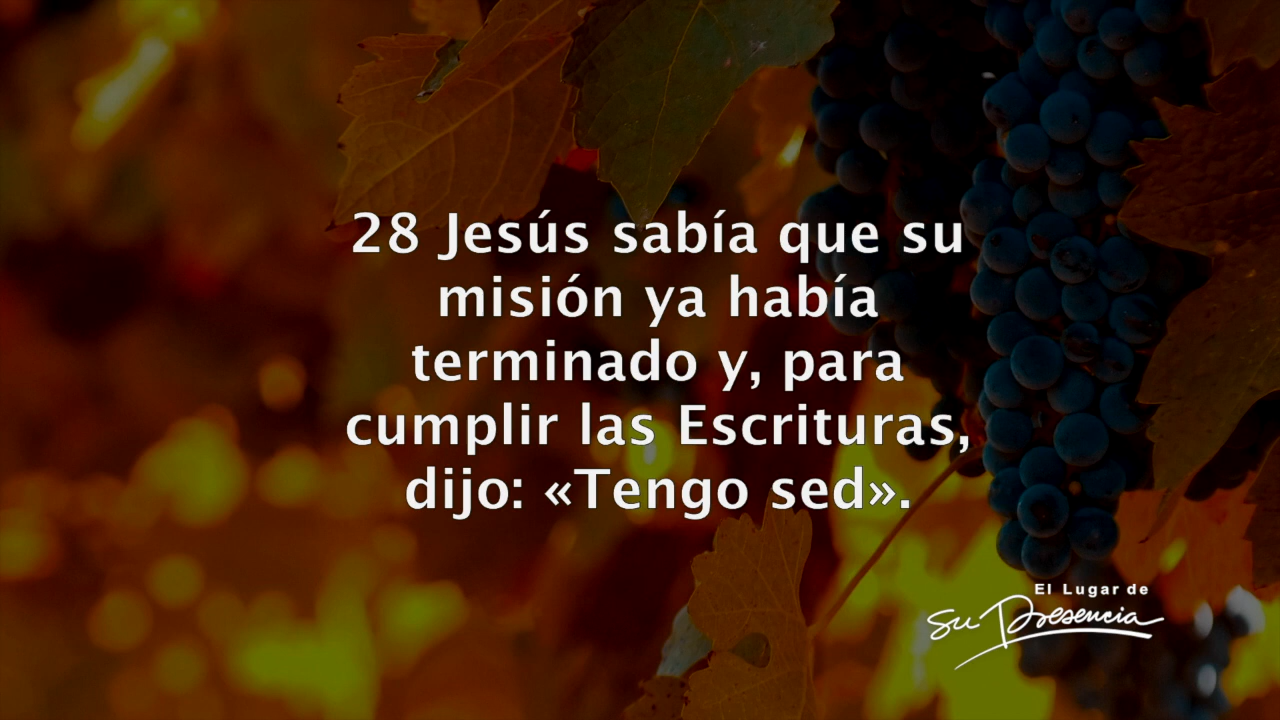 28 Jesús sabía que su
misión ya había
terminado y, para
cumplir las Escrituras,
dijo: «Tengo sed».
El Lugar de
Su Presencia